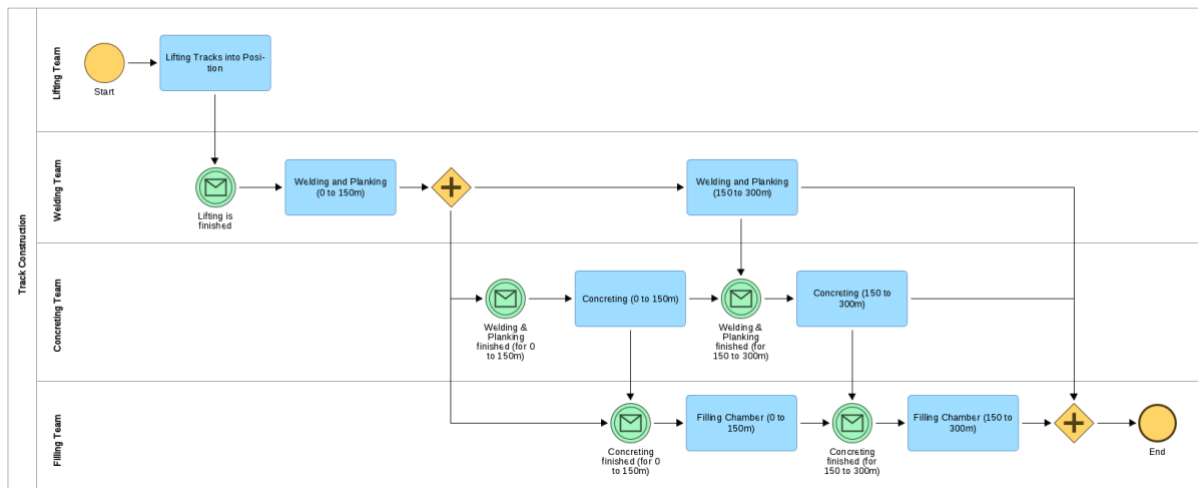 Track Construction
Lifting Team
Start
Lifting Tracks into Posi-
tion
Welding Team
Lifting is
finished
Welding and Planking
(0 to 150m)
Welding and Planking
(150 to 300m)
Concreting Team
Welding &
Planking
finished (for 0
to 150m)
Concreting (0 to 150m)
Welding &
Planking
finished (for
150 to 300m)
Concreting (150 to
300m)
Filling Team
Concreting
finished (for 0
to 150m)
Filling Chamber (0 to
150m)
Concreting
finished (for
150 to 300m)
Filling Chamber (150 to
300m)
End